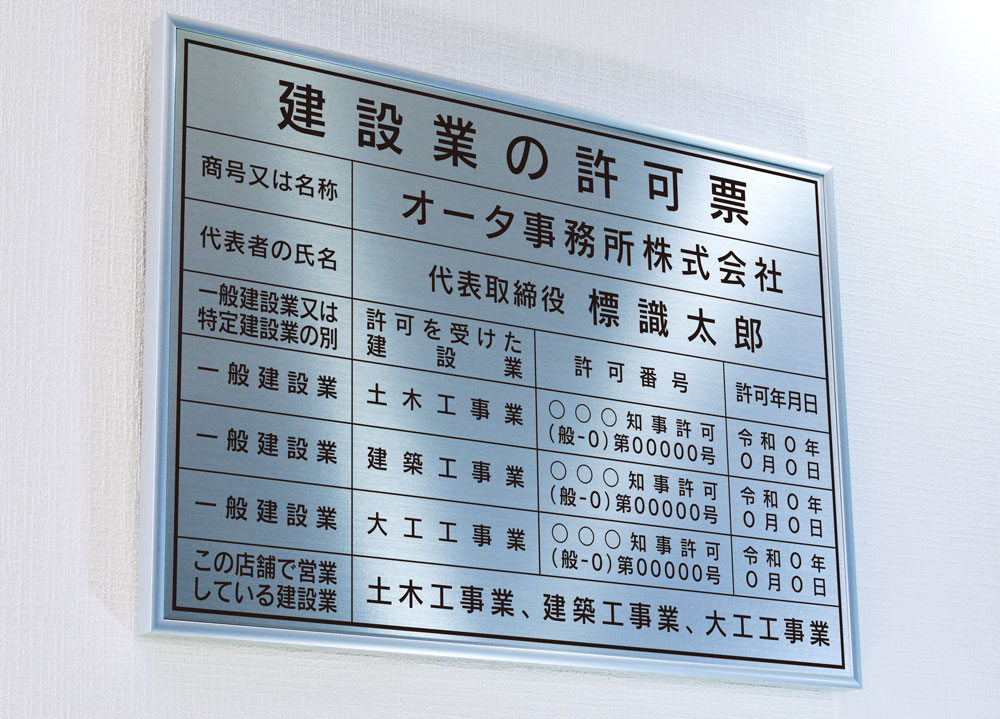 建設業の許可票
商号又は名称
オータ事務所株式会社
代表者の氏名
代表取締役 標識太郎
一般建設業又は
特定建設業の別
許可を受けた
建設業
許可番号
許可年月日
一般建設業
土木工事業
〇〇〇知事許可
(般-0)第00000号
令和0年
0月0日
一般建設業
建築工事業
〇〇〇知事許可
(般-0)第00000号
令和0年
0月0日
一般建設業
大工工事業
〇〇〇知事許可
(般-0)第00000号
令和0年
0月0日
この店舗で営業
している建設業
土木工事業、建築工事業、大工工事業